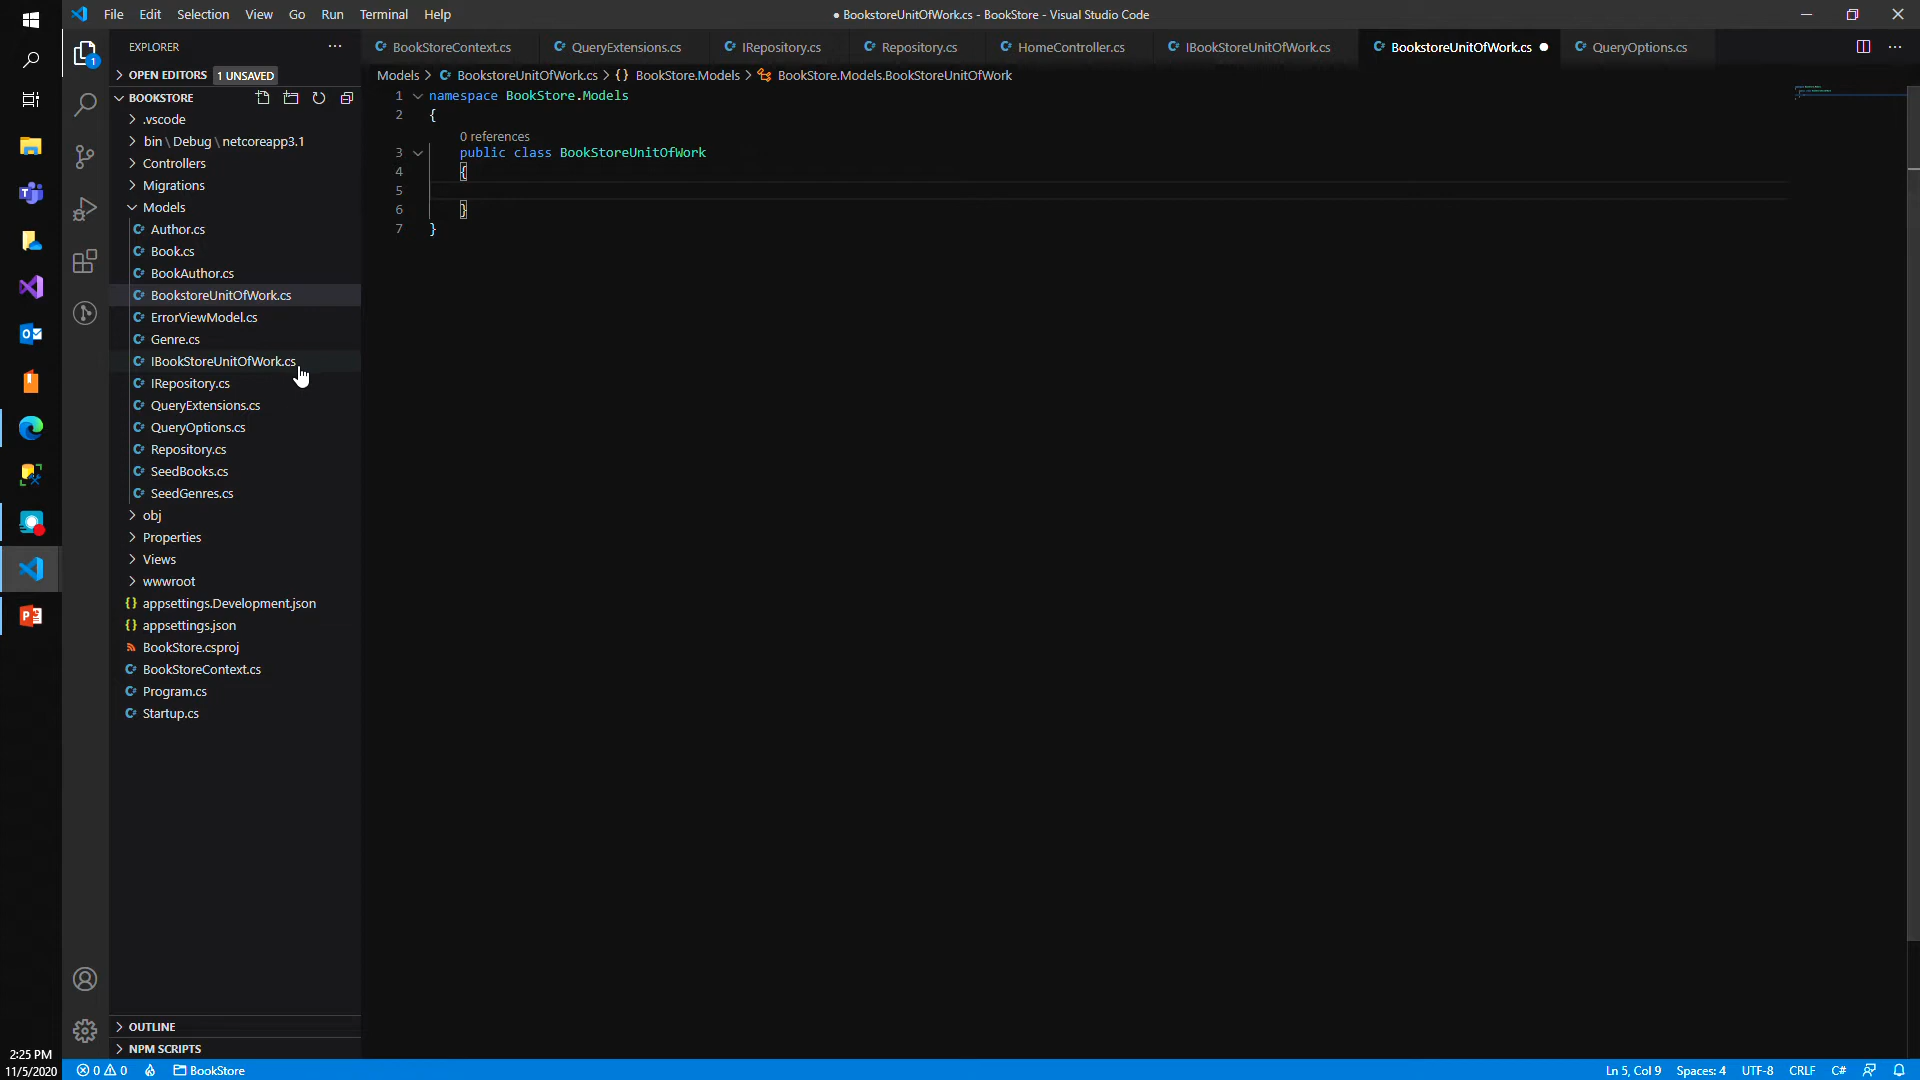 File Edit Selection View Go Run Terminal Help
● BookstoreUnitOfWork.cs - BookStore - Visual Studio Code
EXPLORER
BookStoreContext.cs QueryExtensions.cs IRepository.cs Repository.cs HomeController.cs IBookStoreUnitOfWork.cs BookstoreUnitOfWork.cs QueryOptions.cs
1
OPEN EDITORS 1 UNSAVED
Models > BookstoreUnitOfWork.cs > {} BookStore.Models > BookStore.Models.BookStoreUnitOfWork
BOOKSTORE
.vscode
bin \ Debug \ netcoreapp3.1
Controllers
Migrations
Models
Author.cs
Book.cs
BookAuthor.cs
BookstoreUnitOfWork.cs
ErrorViewModel.cs
Genre.cs
IBookStoreUnitOfWork.cs
IRepository.cs
QueryExtensions.cs
QueryOptions.cs
Repository.cs
SeedBooks.cs
SeedGenres.cs
obj
Properties
Views
wwwroot
{} appsettings.Development.json
{} appsettings.json
BookStore.csproj
BookStoreContext.cs
Program.cs
Startup.cs
OUTLINE
NPM SCRIPTS
1 namespace BookStore.Models
2 {
0 references
3 public class BookStoreUnitOfWork
4 {
5
6 }
7 }
2:25 PM
11/5/2020
0 0 BookStore
Ln 5, Col 9 Spaces: 4 UTF-8 CRLF C#